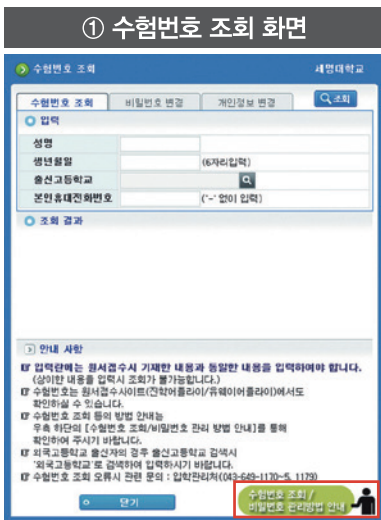 ① 수험번호 조회 화면
수험번호 조회 세명대학교
수험번호 조회 비밀번호 변경 개인정보 변경 조회
입력
성명
생년월일 (6자리입력)
출신고등학교
본인휴대전화번호 ('-' 없이 입력)
조회 결과
안내 사항
☞ 입력란에는 원서접수시 기재한 내용과 동일한 내용을 입력하여야 합니다.
(상이한 내용을 입력시 조회가 불가능합니다.)
☞ 수험번호는 원서접수사이트(진학어플라이/유웨이어플라이)에서도
확인하실 수 있습니다.
☞ 수험번호 조회 등의 방법 안내는
우측 하단의 [수험번호 조회/비밀번호 관리 방법 안내]를 통해
확인하여 주시기 바랍니다.
☞ 외국고등학교 출신자의 경우 출신고등학교 검색시
'외국고등학교'로 검색하여 입력하시기 바랍니다.
☞ 수험번호 조회 오류시 관련 문의 : 입학관리처(043-649-1170~5, 1179)
닫기
수험번호 조회 /
비밀번호 관리방법 안내